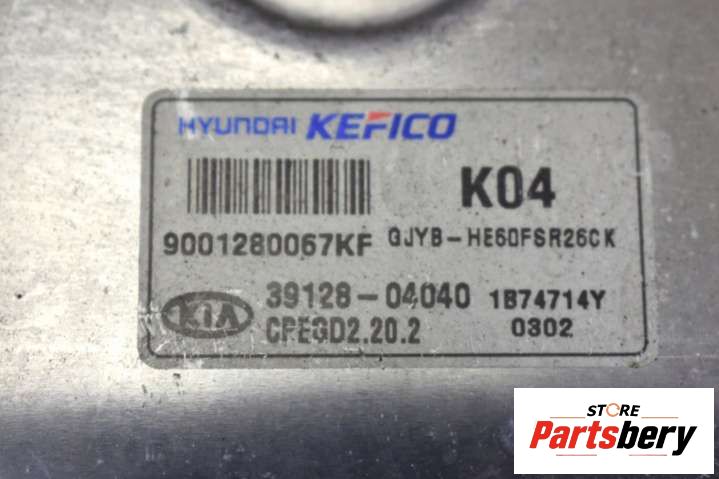 HYUNDAI KEFICO
K04
9001280067KF GJYB-HE60FSR26CK
KIA 39128-04040 1B74714Y
CPEGD2.20.2 0302
STORE
Partsbery